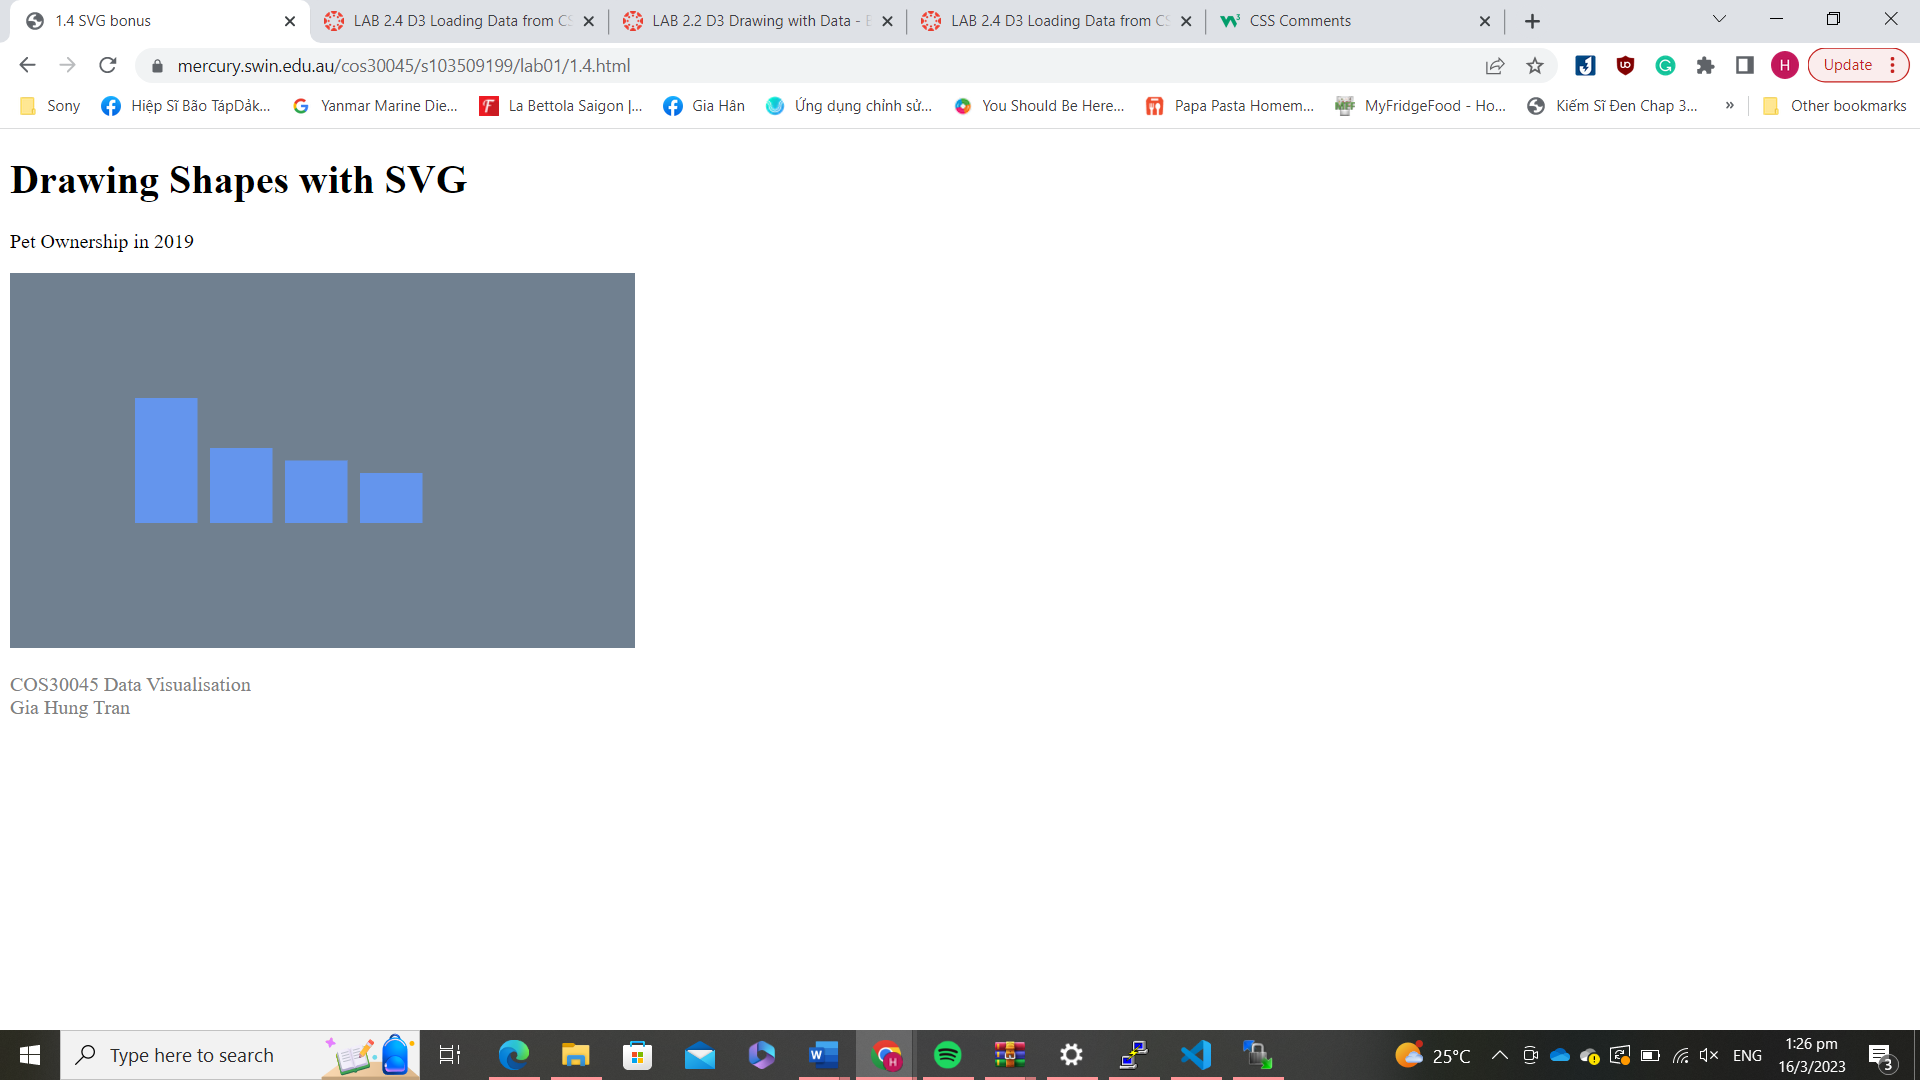 1.4 SVG bonus
LAB 2.4 D3 Loading Data from CS
LAB 2.2 D3 Drawing with Data - E
LAB 2.4 D3 Loading Data from CS
CSS Comments
mercury.swin.edu.au/cos30045/s103509199/lab01/1.4.html
H
Update
Sony
Hiệp Sĩ Bão TápDảk...
Yanmar Marine Die...
La Bettola Saigon |...
Gia Hân
Ứng dụng chỉnh sử...
You Should Be Here...
Papa Pasta Homem...
MyFridgeFood - Ho...
Kiếm Sĩ Đen Chap 3...
»
Other bookmarks
Drawing Shapes with SVG
Pet Ownership in 2019
COS30045 Data Visualisation
Gia Hung Tran
Type here to search
25°C
ENG
1:26 pm
16/3/2023
3